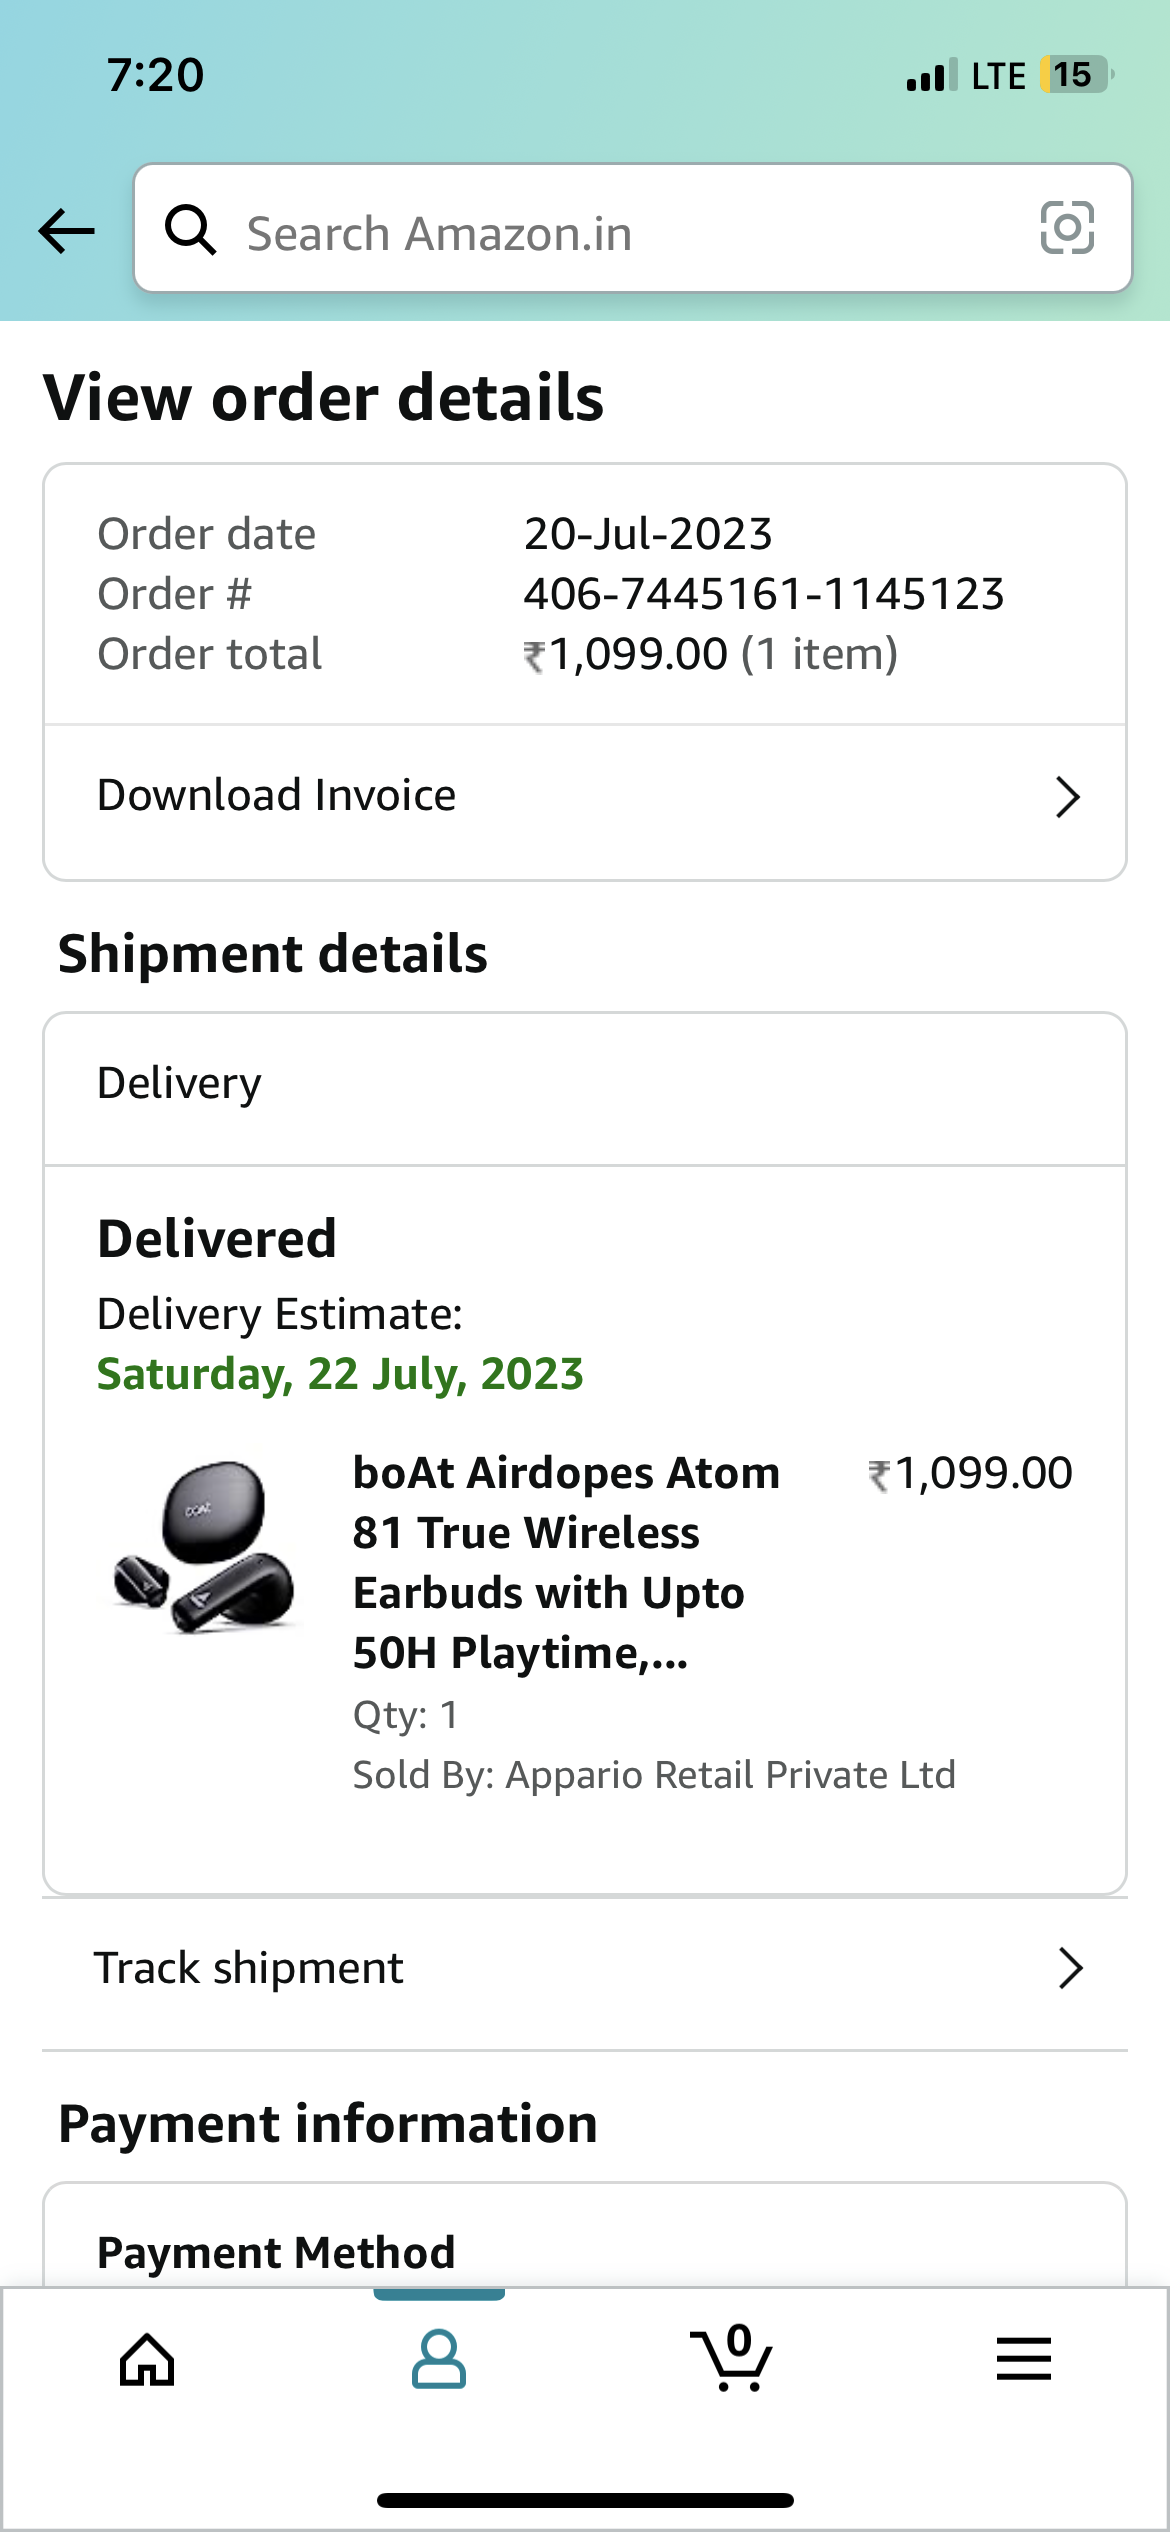 7:20 LTE 15
Search Amazon.in
View order details
Order date 20-Jul-2023
Order # 406-7445161-1145123
Order total ₹1,099.00 (1 item)
Download Invoice
Shipment details
Delivery
Delivered
Delivery Estimate:
Saturday, 22 July, 2023
boAt Airdopes Atom ₹1,099.00
81 True Wireless
Earbuds with Upto
50H Playtime,...
Qty: 1
Sold By: Appario Retail Private Ltd
Track shipment
Payment information
Payment Method
0